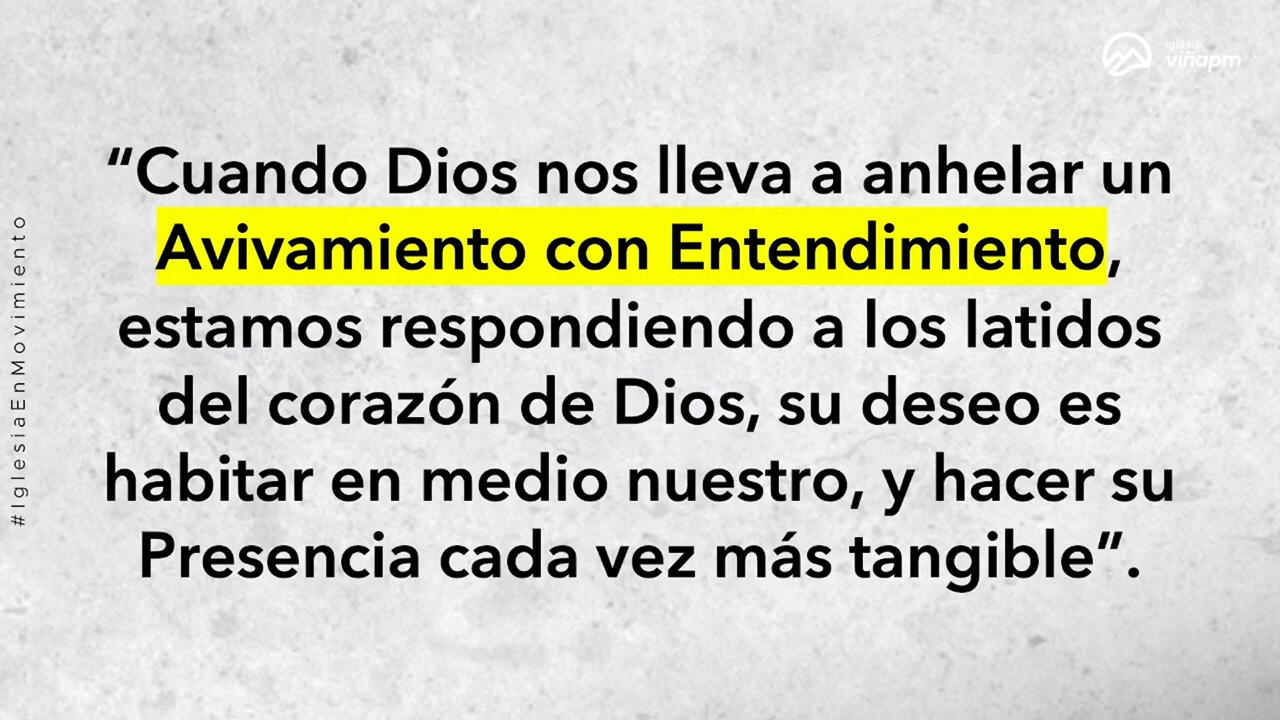 iglesia
viñapm
“Cuando Dios nos lleva a anhelar un
Avivamiento con Entendimiento,
estamos respondiendo a los latidos
del corazón de Dios, su deseo es
habitar en medio nuestro, y hacer su
Presencia cada vez más tangible”.
#IglesiaEnMovimiento